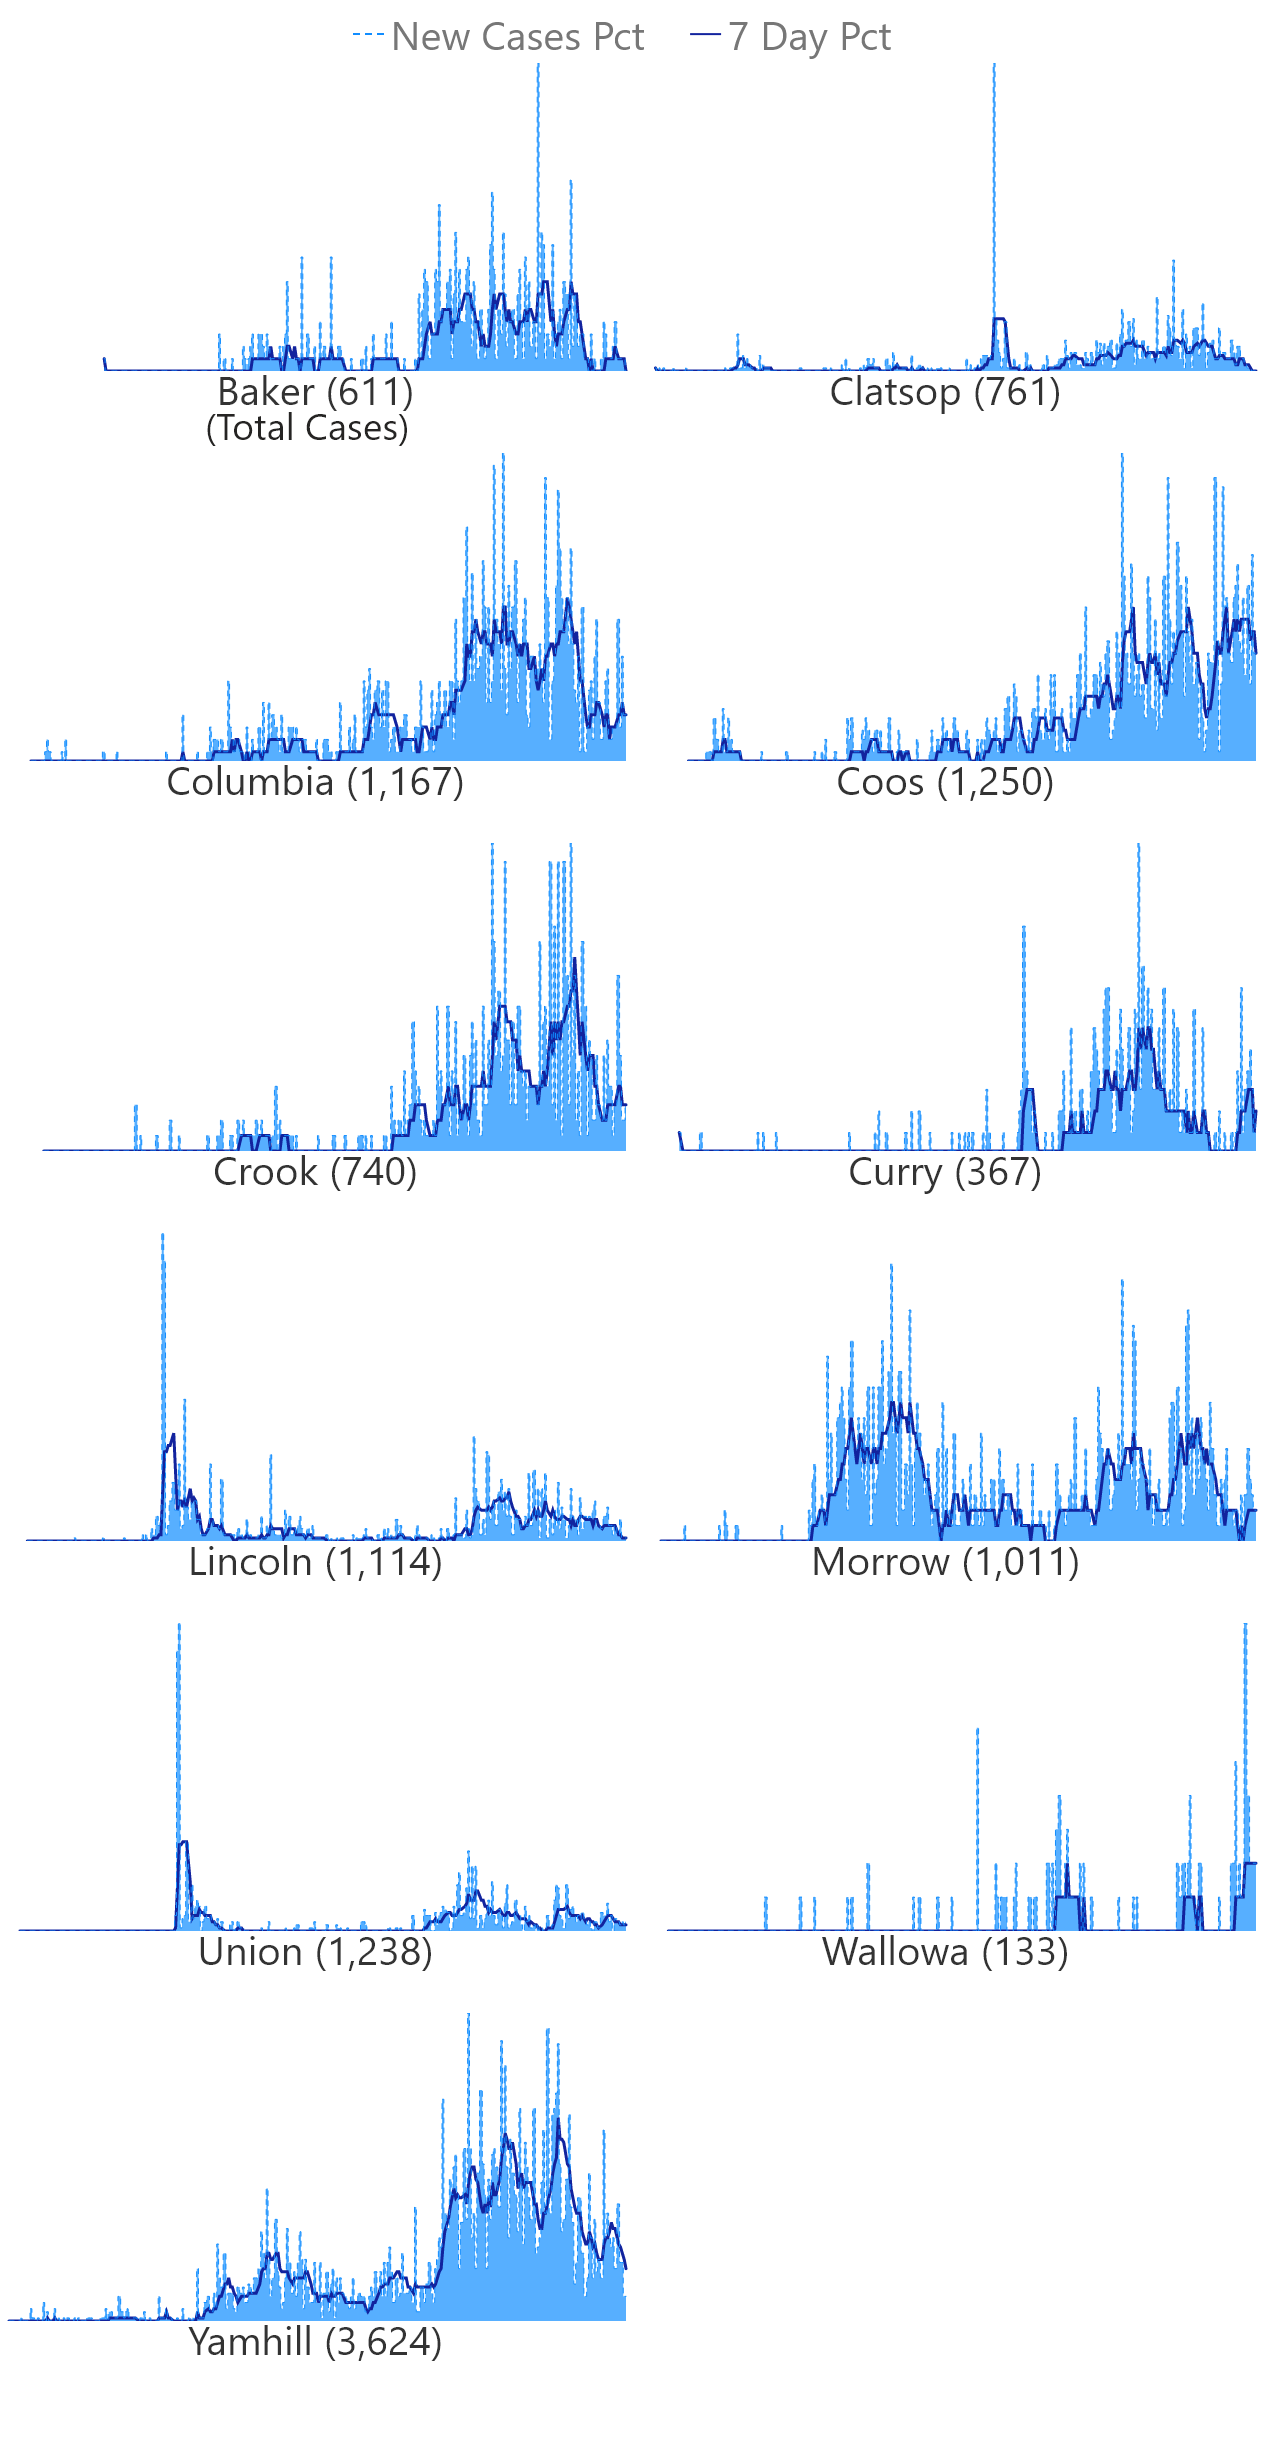 New Cases Pct 7 Day Pct
Baker (611) Clatsop (761)
(Total Cases)
Columbia (1,167) Coos (1,250)
Crook (740) Curry (367)
Lincoln (1,114) Morrow (1,011)
Union (1,238) Wallowa (133)
Yamhill (3,624)